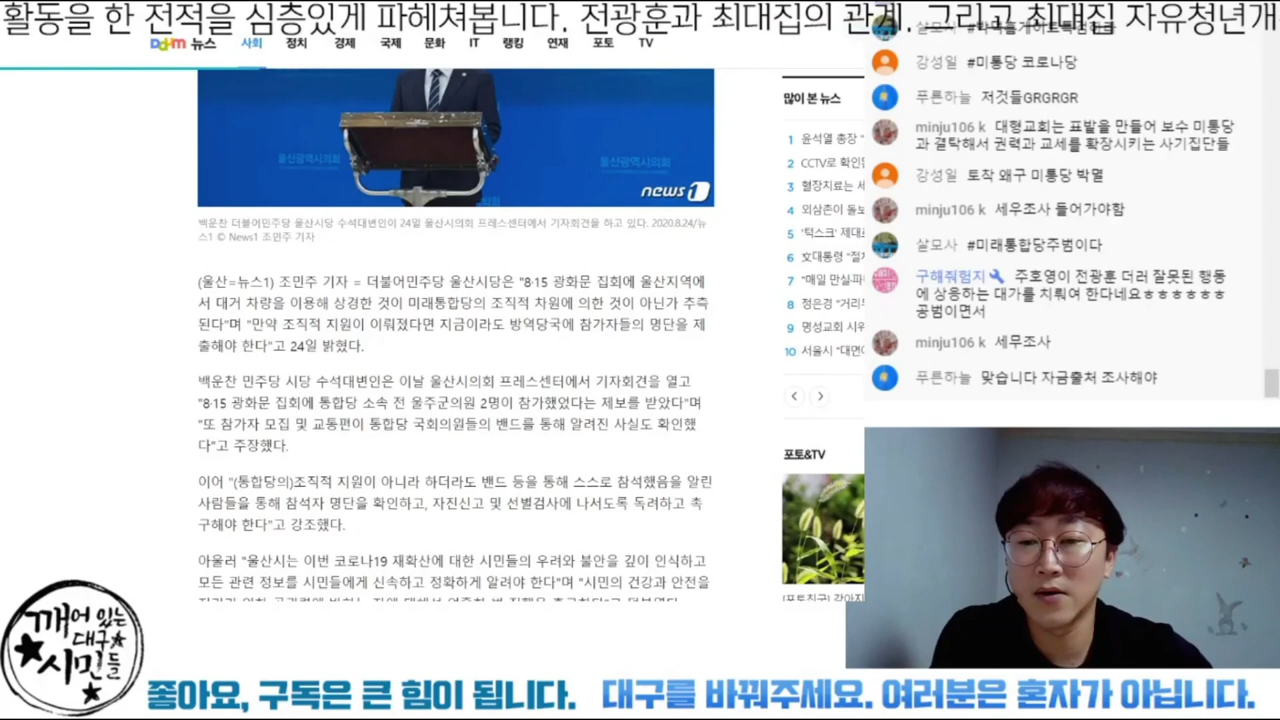 활동을 한 전적을 심층있게 파헤쳐봅니다. 전광훈과 최대집의 관계. 그리고 최대집 자유청년개
Daum 뉴스 사회 정치 경제 국제 문화 IT 랭킹 연재 포토 TV
울산광역시의회 울산광역시의회
news1
백운찬 더불어민주당 울산시당 수석대변인이 24일 울산시의회 프레스센터에서 기자회견을 하고 있다. 2020.8.24/뉴
스1 © News1 조민주 기자
(울산=뉴스1) 조민주 기자 = 더불어민주당 울산시당은 "8·15 광화문 집회에 울산지역에
서 대거 차량을 이용해 상경한 것이 미래통합당의 조직적 차원에 의한 것이 아닌가 추측
된다"며 "만약 조직적 지원이 이뤄졌다면 지금이라도 방역당국에 참가자들의 명단을 제
출해야 한다"고 24일 밝혔다.
백운찬 민주당 시당 수석대변인은 이날 울산시의회 프레스센터에서 기자회견을 열고
"8·15 광화문 집회에 통합당 소속 전 울주군의원 2명이 참가했었다는 제보를 받았다"며
"또 참가자 모집 및 교통편이 통합당 국회의원들의 밴드를 통해 알려진 사실도 확인했
다"고 주장했다.
이어 "(통합당의)조직적 지원이 아니라 하더라도 밴드 등을 통해 스스로 참석했음을 알린
사람들을 통해 참석자 명단을 확인하고, 자진신고 및 선별검사에 나서도록 독려하고 촉
구해야 한다"고 강조했다.
아울러 "울산시는 이번 코로나19 재확산에 대한 시민들의 우려와 불안을 깊이 인식하고
모든 관련 정보를 시민들에게 신속하고 정확하게 알려야 한다"며 "시민의 건강과 안전을
많이 본 뉴스
1 윤석열 총장 "
2 CCTV로 확인
3 혈장치료는 세
4 외삼촌이 돌보
5 '턱스크' 제대로
6 文대통령 "절차
7 "매일 만실·파
8 정은경 "거리두
9 명성교회 시위
10 서울시 "대면
포토&TV
[포토친구] 강아지
살모사
강성일 #미통당 코로나당
푸른하늘 저것들GRGRGR
minju106 k 대형교회는 표밭을 만들어 보수 미통당
과 결탁해서 권력과 교세를 확장시키는 사기집단들
강성일 토착 왜구 미통당 박멸
minju106 k 세우조사 들어가야함
살모사 #미래통합당주범이다
구해줘험지 주호영이 전광훈 더러 잘못된 행동
에 상응하는 대가를 치뤄여 한다네요ㅎㅎㅎㅎㅎㅎ
공범이면서
minju106 k 세무조사
푸른하늘 맞습니다 자금출처 조사해야
깨어 있는
대구
시민들
좋아요, 구독은 큰 힘이 됩니다. 대구를 바꿔주세요. 여러분은 혼자가 아닙니다.